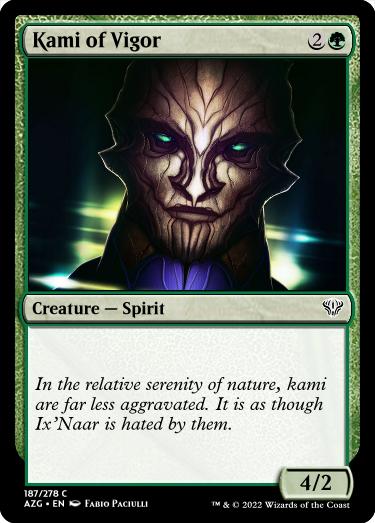 Kami of Vigor 2
Creature — Spirit
In the relative serenity of nature, kami
are far less aggravated. It is as though
Ix'Naar is hated by them.
4/2
187/278 C
AZG • EN Fabio Paciulli
™ & © 2022 Wizards of the Coast